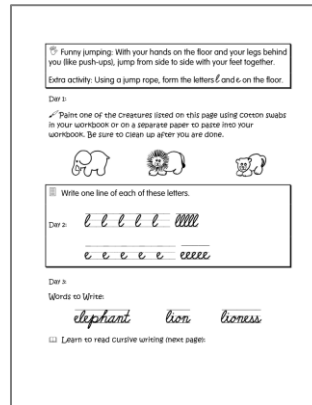 Funny jumping: With your hands on the floor and your legs behind
you (like push-ups), jump from side to side with your feet together.
Extra activity: Using a jump rope, form the letters l and e on the floor.
Day 1:
Paint one of the creatures listed on this page using cotton swabs
in your workbook or on a separate paper to paste into your
workbook. Be sure to clean up after you are done.
Write one line of each of these letters.
Day 2: l l l l l lllll
e e e e e eeeee
Day 3:
Words to Write:
elephant lion lioness
Learn to read cursive writing (next page):